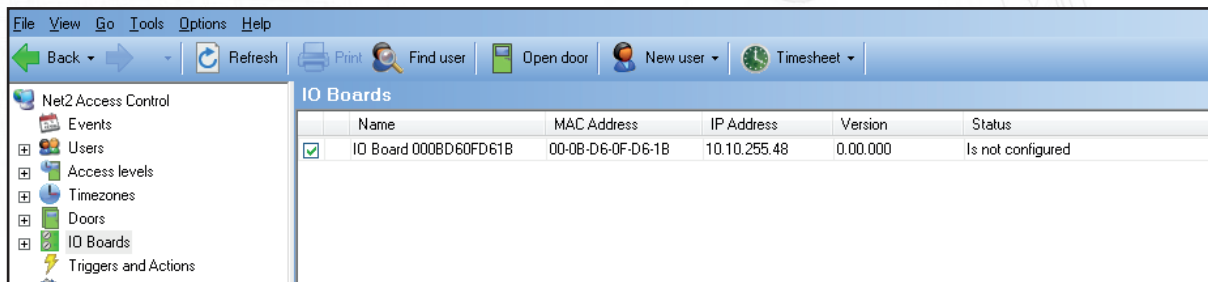 File View Go Tools Options Help
Back Refresh Print Find user Open door New user Timesheet
Net2 Access Control
Events
Users
Access levels
Timezones
Doors
IO Boards
Triggers and Actions
IO Boards
Name MAC Address IP Address Version Status
IO Board 000BD60FD61B 00-0B-D6-0F-D6-1B 10.10.255.48 0.00.000 Is not configured